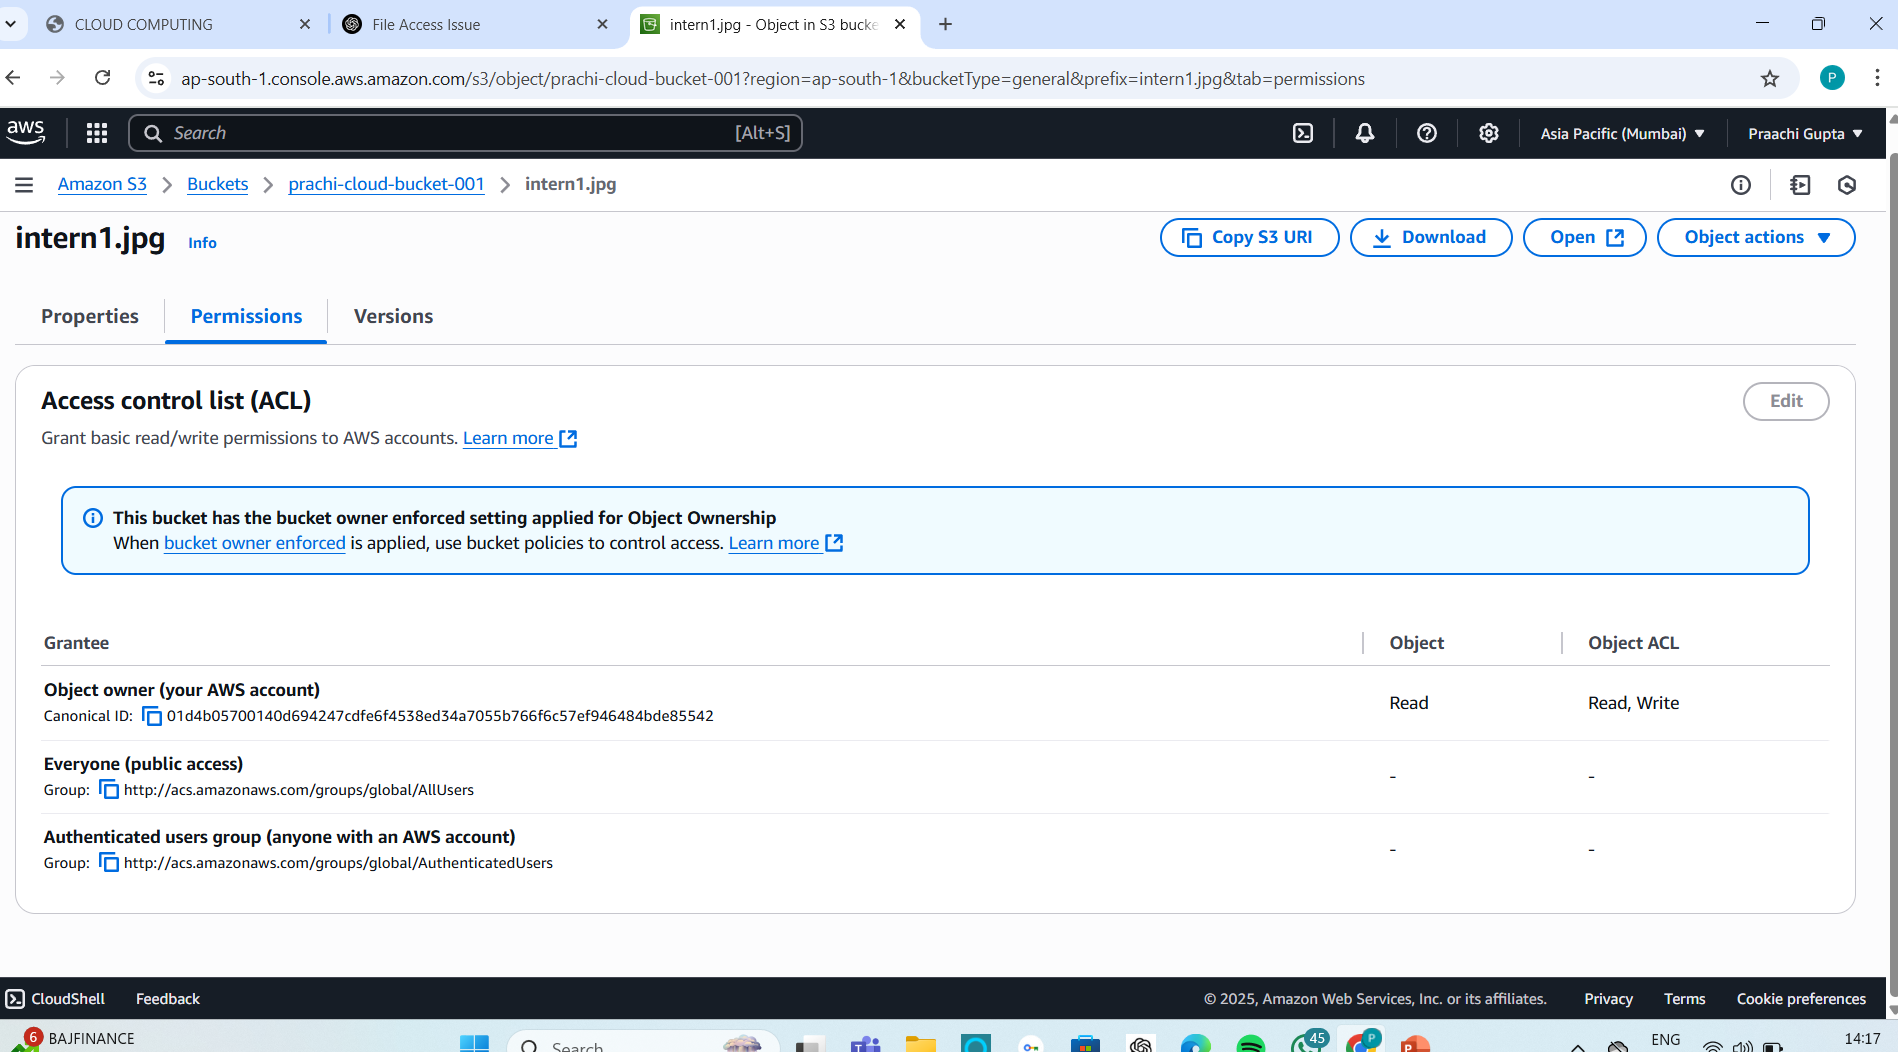 CLOUD COMPUTING
File Access Issue
intern1.jpg - Object in S3 bucke
ap-south-1.console.aws.amazon.com/s3/object/prachi-cloud-bucket-001?region=ap-south-1&bucketType=general&prefix=intern1.jpg&tab=permissions
P
aws
Search
[Alt+S]
Asia Pacific (Mumbai)
Praachi Gupta
Amazon S3
Buckets
prachi-cloud-bucket-001
intern1.jpg
intern1.jpg
Info
Copy S3 URI
Download
Open
Object actions
Properties
Permissions
Versions
Access control list (ACL)
Edit
Grant basic read/write permissions to AWS accounts. Learn more
This bucket has the bucket owner enforced setting applied for Object Ownership
When bucket owner enforced is applied, use bucket policies to control access. Learn more
Grantee
Object
Object ACL
Object owner (your AWS account)
Canonical ID: 01d4b05700140d694247cdfe6f4538ed34a7055b766f6c57ef946484bde85542
Read
Read, Write
Everyone (public access)
Group: http://acs.amazonaws.com/groups/global/AllUsers
-
-
Authenticated users group (anyone with an AWS account)
Group: http://acs.amazonaws.com/groups/global/AuthenticatedUsers
-
-
CloudShell
Feedback
© 2025, Amazon Web Services, Inc. or its affiliates.
Privacy
Terms
Cookie preferences
6
BAJFINANCE
Search
45
P
ENG
14:17